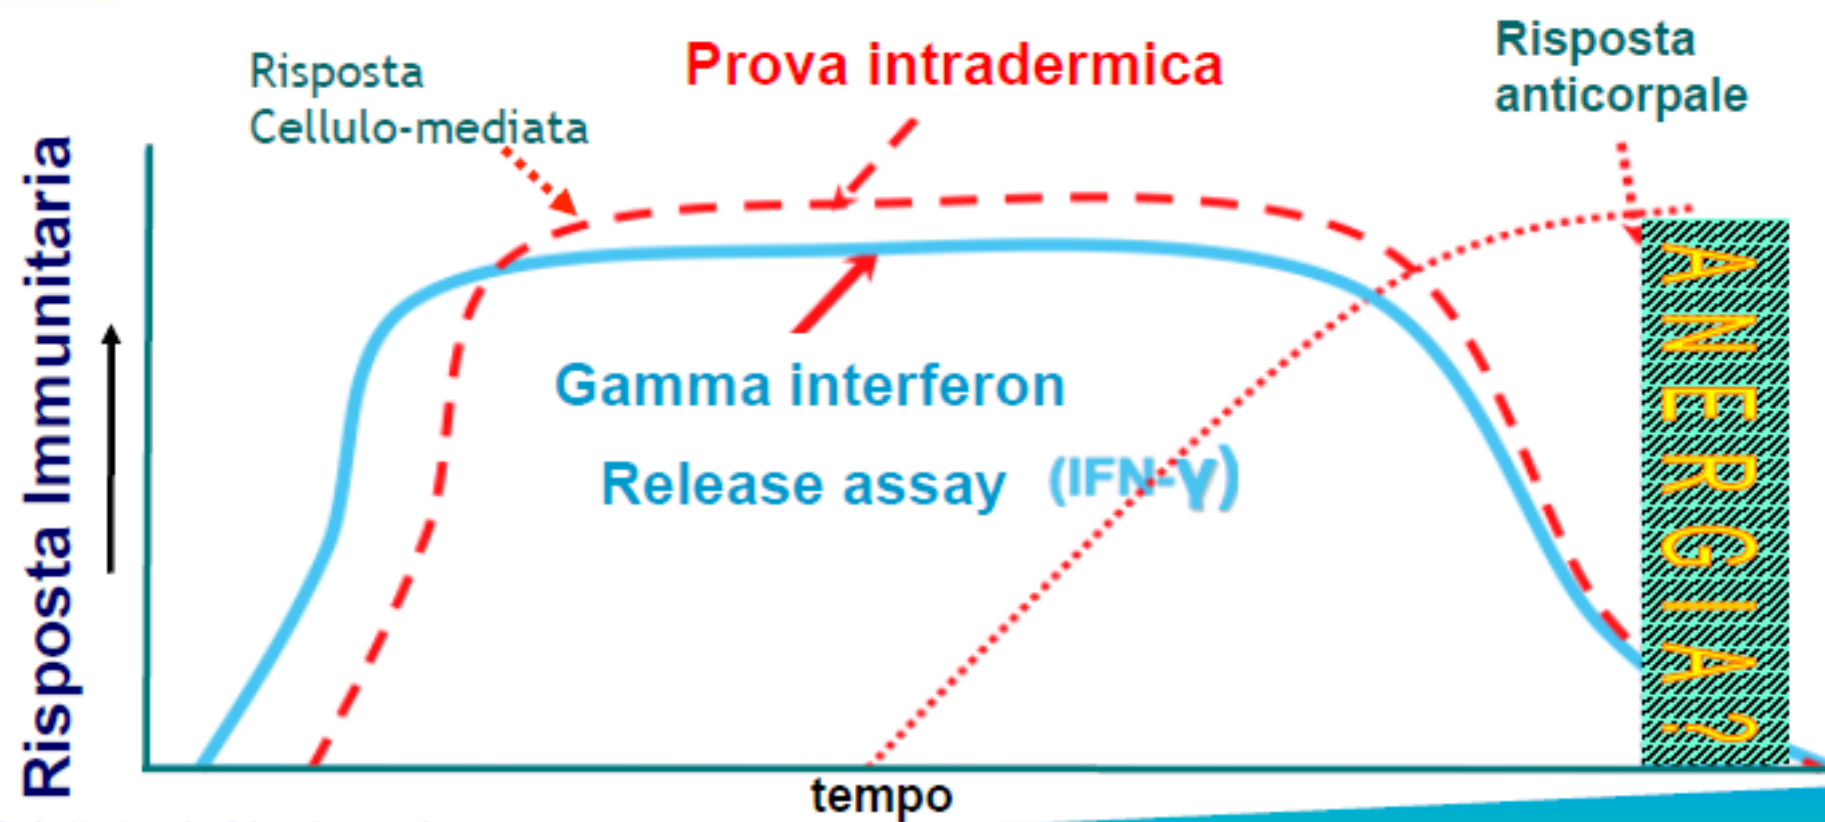 Risposta
Cellulo-mediata
Prova intradermica
Risposta
anticorpale
Risposta Immunitaria
Gamma interferon
Release assay (IFN-γ)
ANERGIA?
tempo